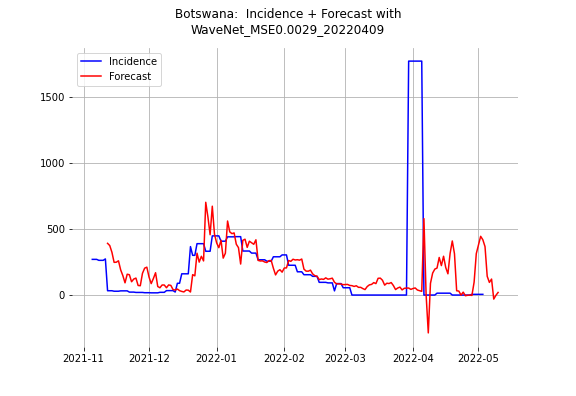 Botswana:  Incidence + Forecast with
WaveNet_MSE0.0029_20220409
Incidence
Forecast
1500
1000
500
0
2021-11
2021-12
2022-01
2022-02
2022-03
2022-04
2022-05